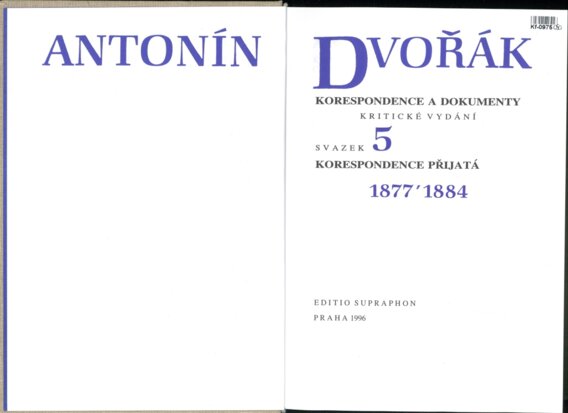 ANTONÍN DVOŘÁK
KORESPONDENCE A DOKUMENTY
KRITICKÉ VYDÁNÍ
SVAZEK 5
KORESPONDENCE PŘIJATÁ
1877′1884
EDITIO SUPRAPHON
PRAHA 1996